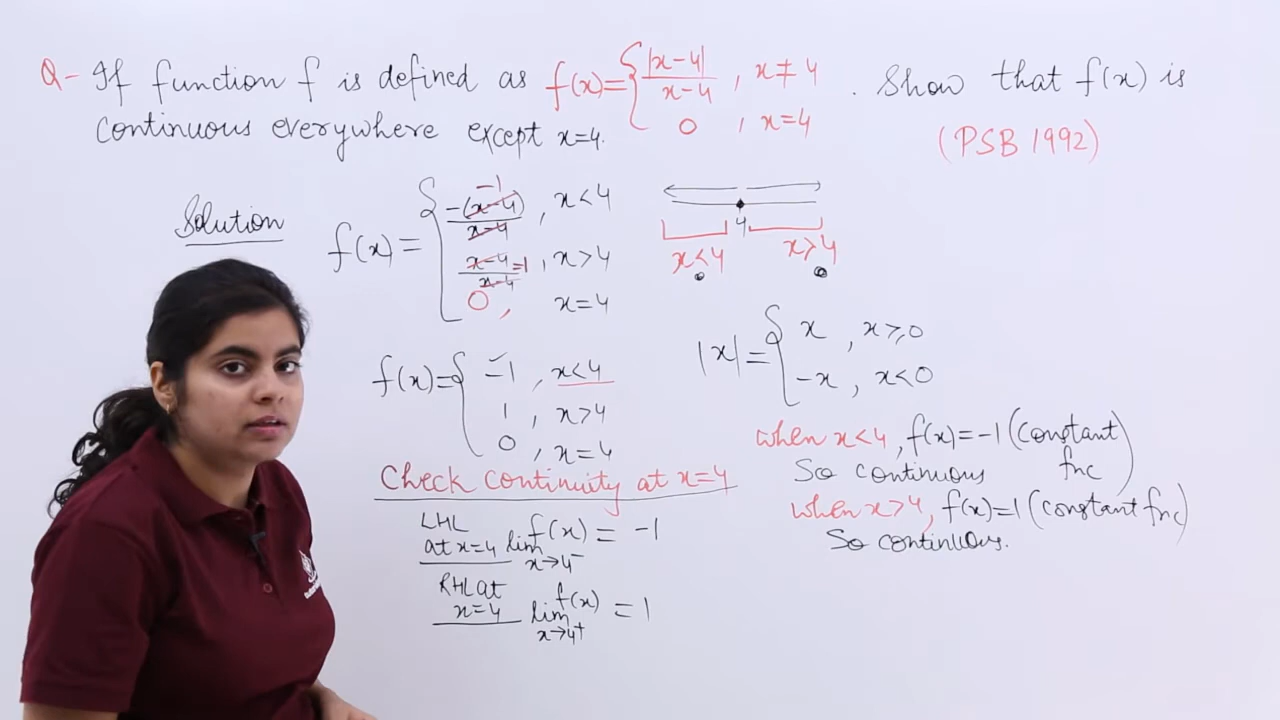 Q- If function f is defined as f(x)={ |x-4|/x-4 , x≠4 . Show that f(x) is
0 , x=4
continuous everywhere except x=4. (PSB 1992)
Solution
f(x)={ -(x-4)/x-4 -1 , x<4
x-4/x-4 =1 , x>4
0, x=4
4
x<4 x>4
|x|={ x , x≥0
-x , x<0
f(x)={ -1 , x<4
1 , x>4
0 , x=4
Check continuity at x=4
LHL at x=4 lim x→4⁻ f(x) = -1
RHL at x=4 lim x→4⁺ f(x) = 1
when x<4, f(x)=-1 (constant fnc)
So continuous
when x>4, f(x)=1 (constant fnc)
So continuous.